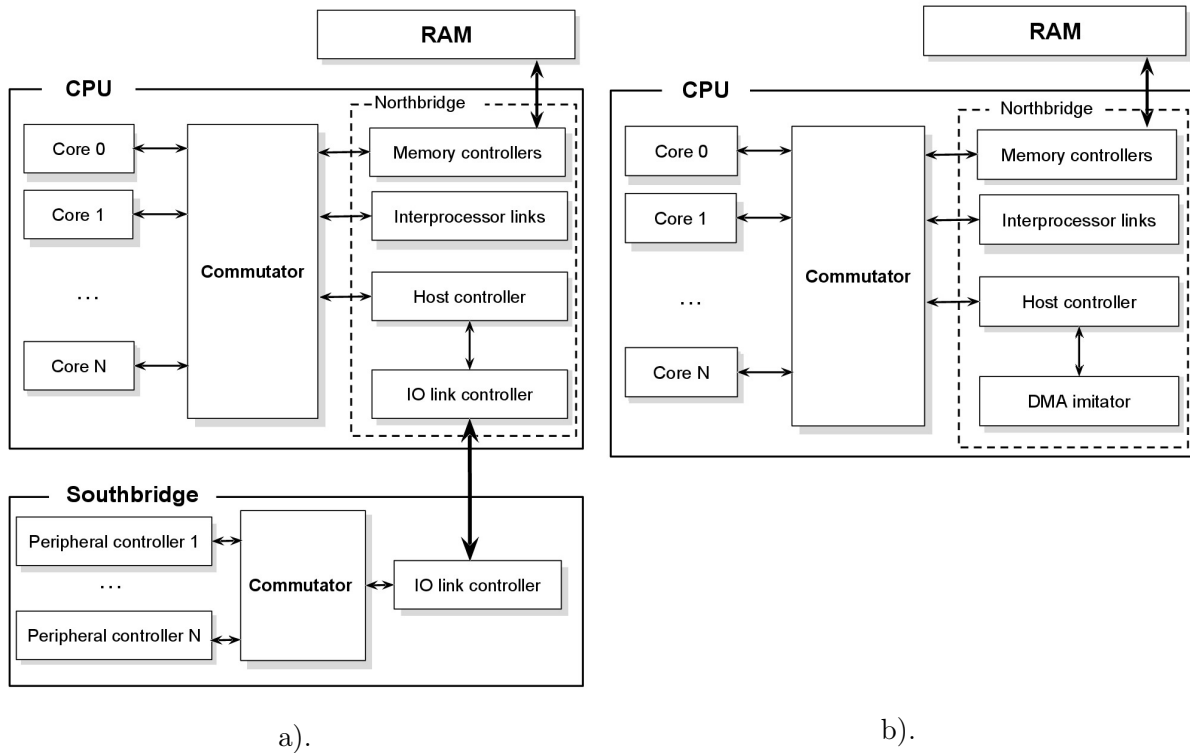 RAM
CPU
Northbridge
Core 0
Memory controllers
Core 1
Interprocessor links
Commutator
...
Host controller
Core N
IO link controller
Southbridge
Peripheral controller 1
...
Commutator
IO link controller
Peripheral controller N
a).
RAM
CPU
Northbridge
Core 0
Memory controllers
Core 1
Interprocessor links
Commutator
...
Host controller
Core N
DMA imitator
b).